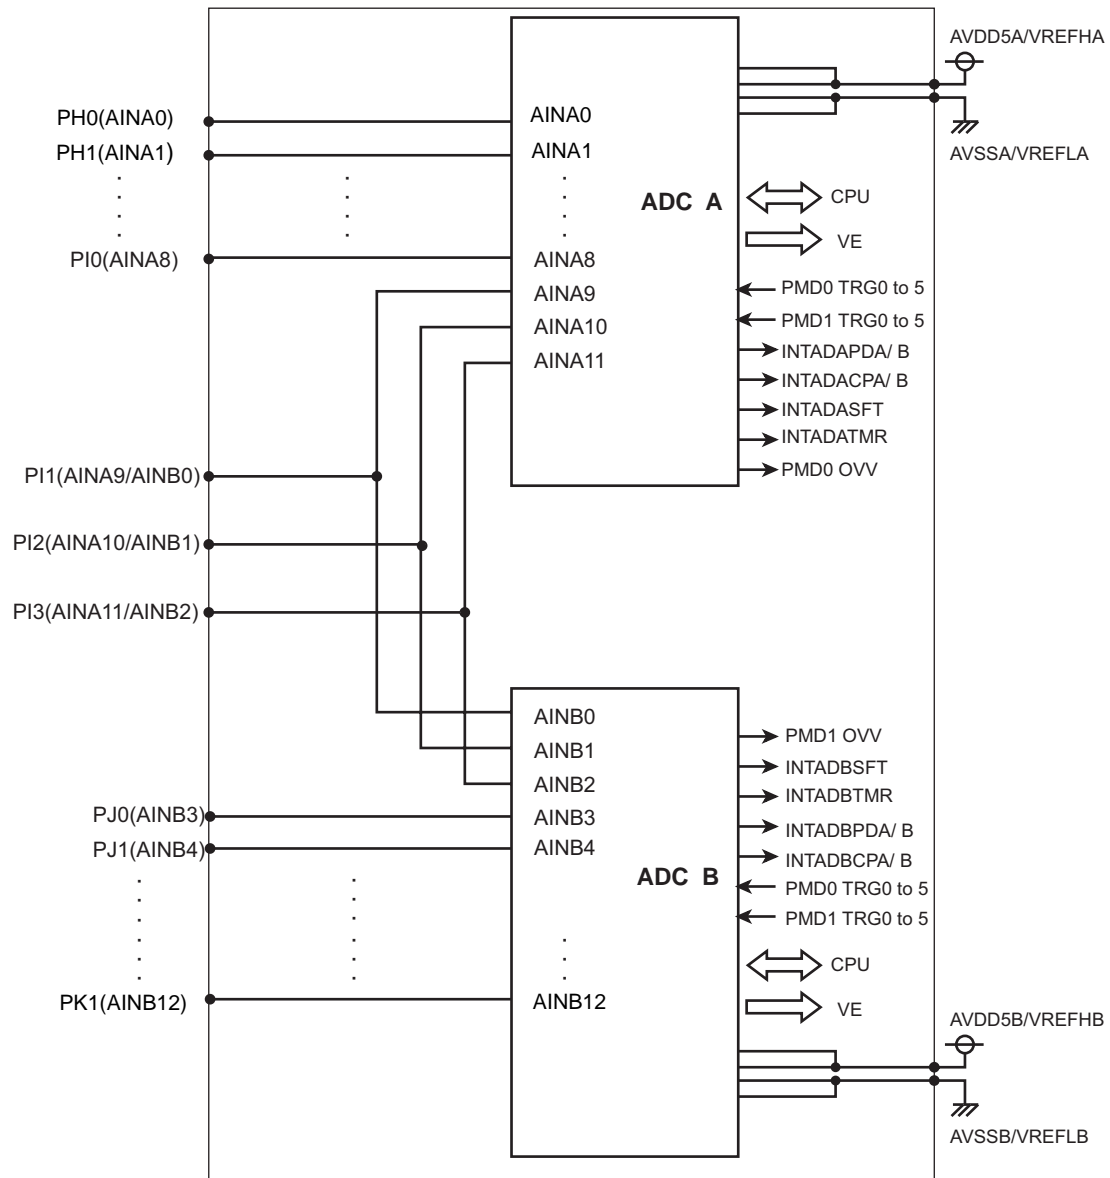 AVDD5A/VREFHA
PH0(AINA0)
AINA0
PH1(AINA1)
AINA1
AVSSA/VREFLA
ADC A
CPU
VE
PI0(AINA8)
AINA8
AINA9
PMD0 TRG0 to 5
AINA10
PMD1 TRG0 to 5
AINA11
INTADAPDA/ B
INTADACPA/ B
INTADASFT
INTADATMR
PMD0 OVV
PI1(AINA9/AINB0)
PI2(AINA10/AINB1)
PI3(AINA11/AINB2)
AINB0
PMD1 OVV
AINB1
INTADBSFT
AINB2
INTADBTMR
PJ0(AINB3)
AINB3
INTADBPDA/ B
PJ1(AINB4)
AINB4
INTADBCPA/ B
ADC B
PMD0 TRG0 to 5
PMD1 TRG0 to 5
CPU
PK1(AINB12)
AINB12
VE
AVDD5B/VREFHB
AVSSB/VREFLB